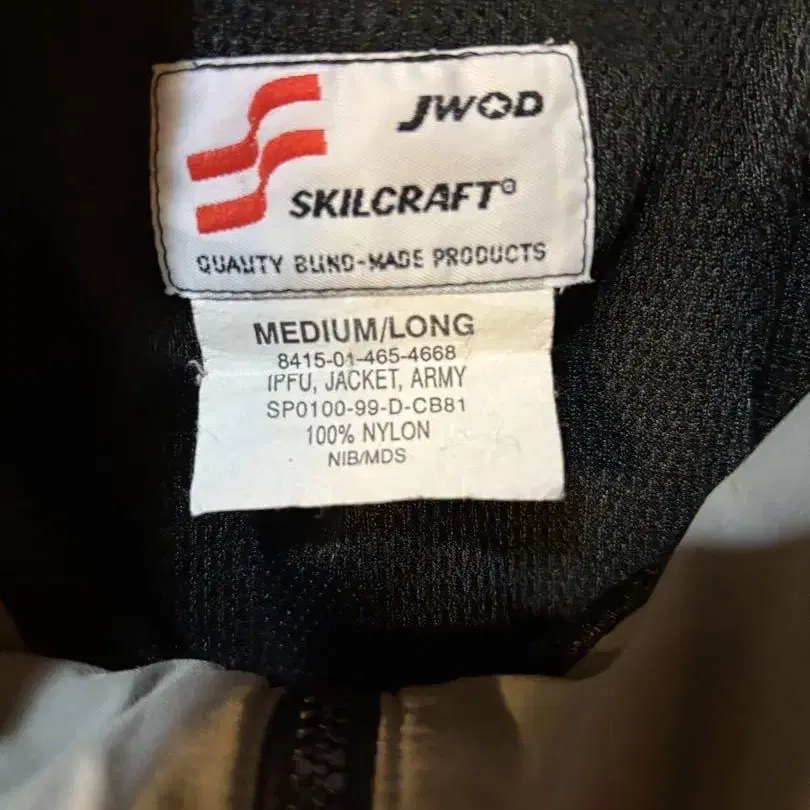 JWOD
SKILCRAFT®
QUALITY BLIND-MADE PRODUCTS
MEDIUM/LONG
8415-01-465-4668
IPFU, JACKET, ARMY
SP0100-99-D-CB81
100% NYLON
NIB/MDS